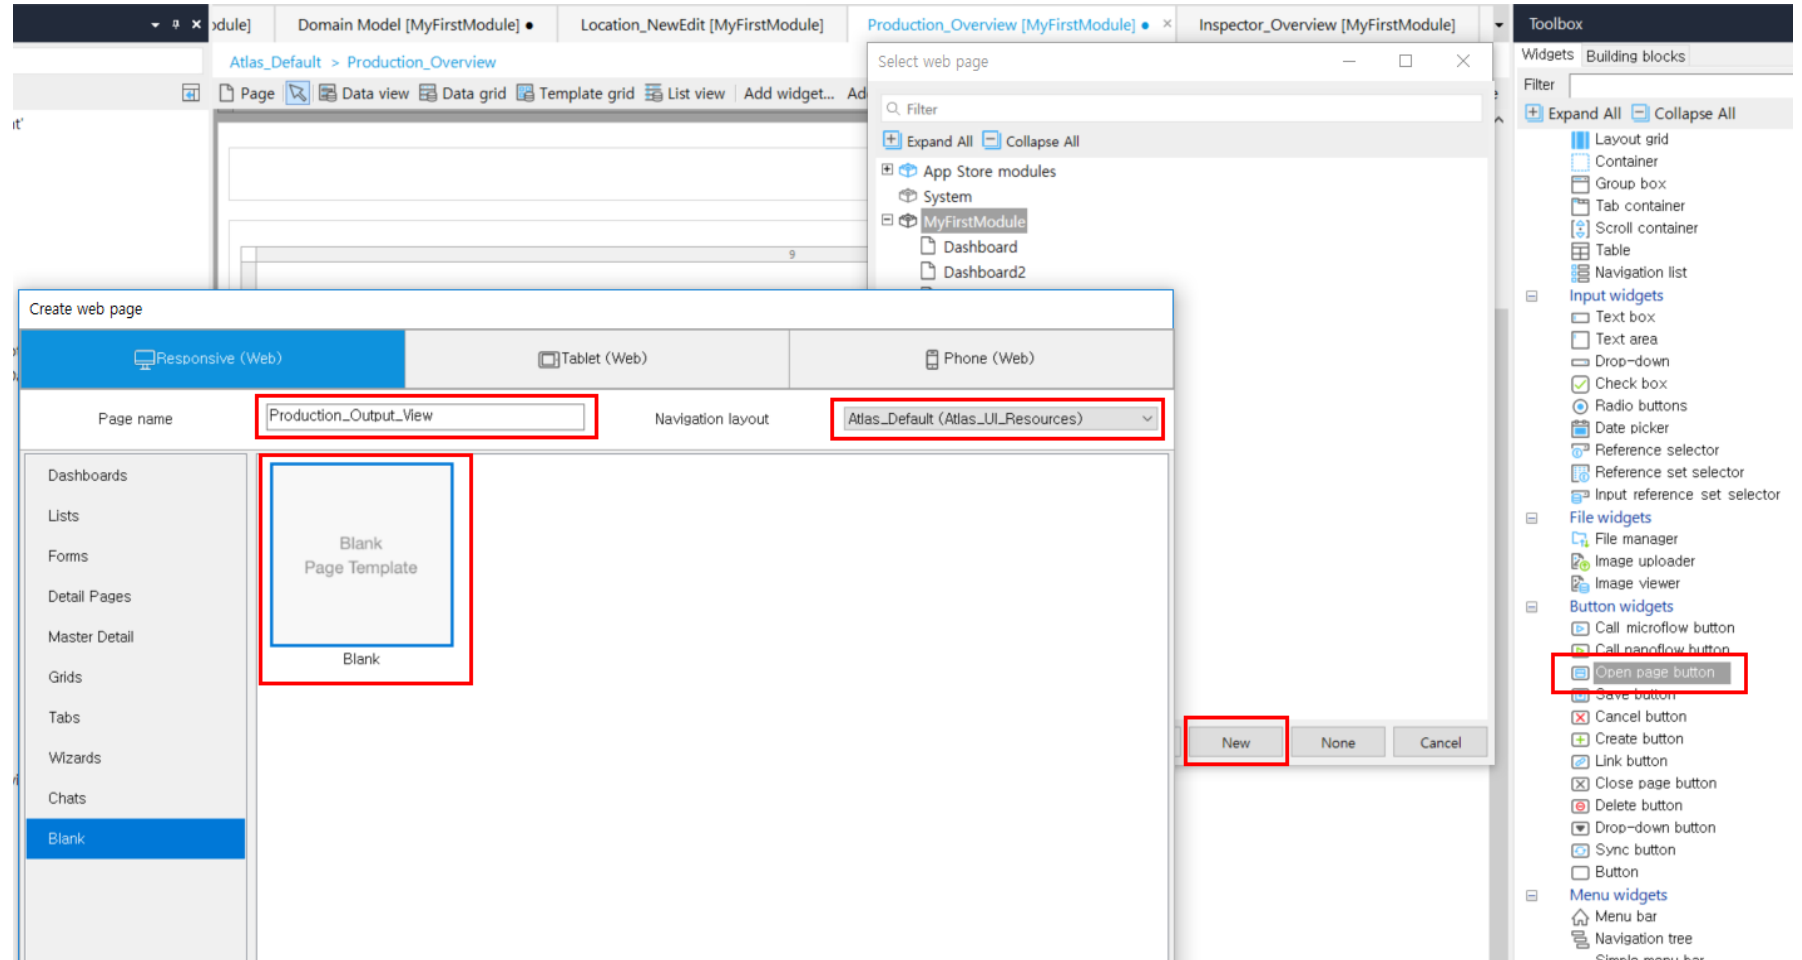 odule]
Domain Model [MyFirstModule] ●
Location_NewEdit [MyFirstModule]
Production_Overview [MyFirstModule] ● ×
Inspector_Overview [MyFirstModule]
Atlas_Default > Production_Overview
Page
Data view
Data grid
Template grid
List view
Add widget...
Ad
9
Select web page
Filter
Expand All
Collapse All
App Store modules
System
MyFirstModule
Dashboard
Dashboard2
New
None
Cancel
Create web page
Responsive (Web)
Tablet (Web)
Phone (Web)
Page name
Production_Output_View
Navigation layout
Atlas_Default (Atlas_UI_Resources)
Dashboards
Lists
Forms
Detail Pages
Master Detail
Grids
Tabs
Wizards
Chats
Blank
Blank
Page Template
Blank
Toolbox
Widgets
Building blocks
Filter
Expand All
Collapse All
Layout grid
Container
Group box
Tab container
Scroll container
Table
Navigation list
Input widgets
Text box
Text area
Drop-down
Check box
Radio buttons
Date picker
Reference selector
Reference set selector
Input reference set selector
File widgets
File manager
Image uploader
Image viewer
Button widgets
Call microflow button
Call nanoflow button
Open page button
Save button
Cancel button
Create button
Link button
Close page button
Delete button
Drop-down button
Sync button
Button
Menu widgets
Menu bar
Navigation tree
Simple menu bar